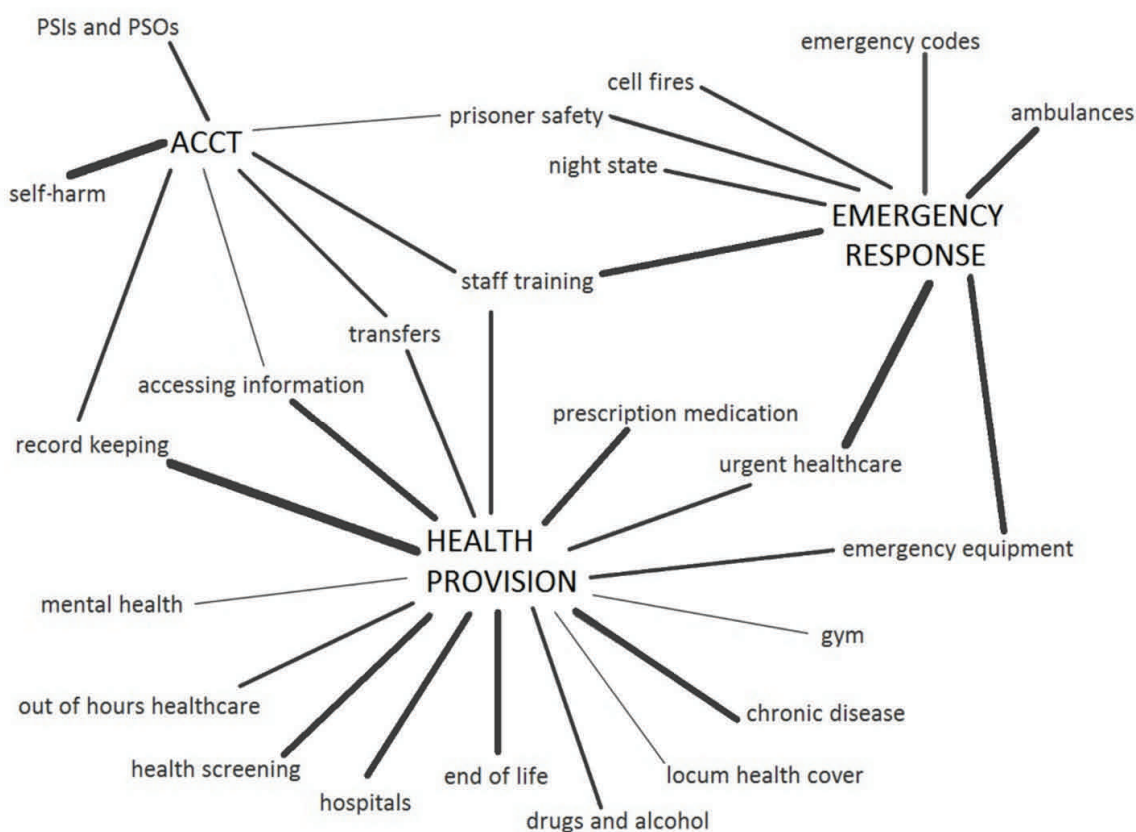 PSIs and PSOs
emergency codes
cell fires
ambulances
prisoner safety
ACCT
night state
self-harm
EMERGENCY
RESPONSE
staff training
transfers
accessing information
prescription medication
record keeping
urgent healthcare
HEALTH
PROVISION
emergency equipment
mental health
gym
out of hours healthcare
chronic disease
health screening
end of life
locum health cover
hospitals
drugs and alcohol